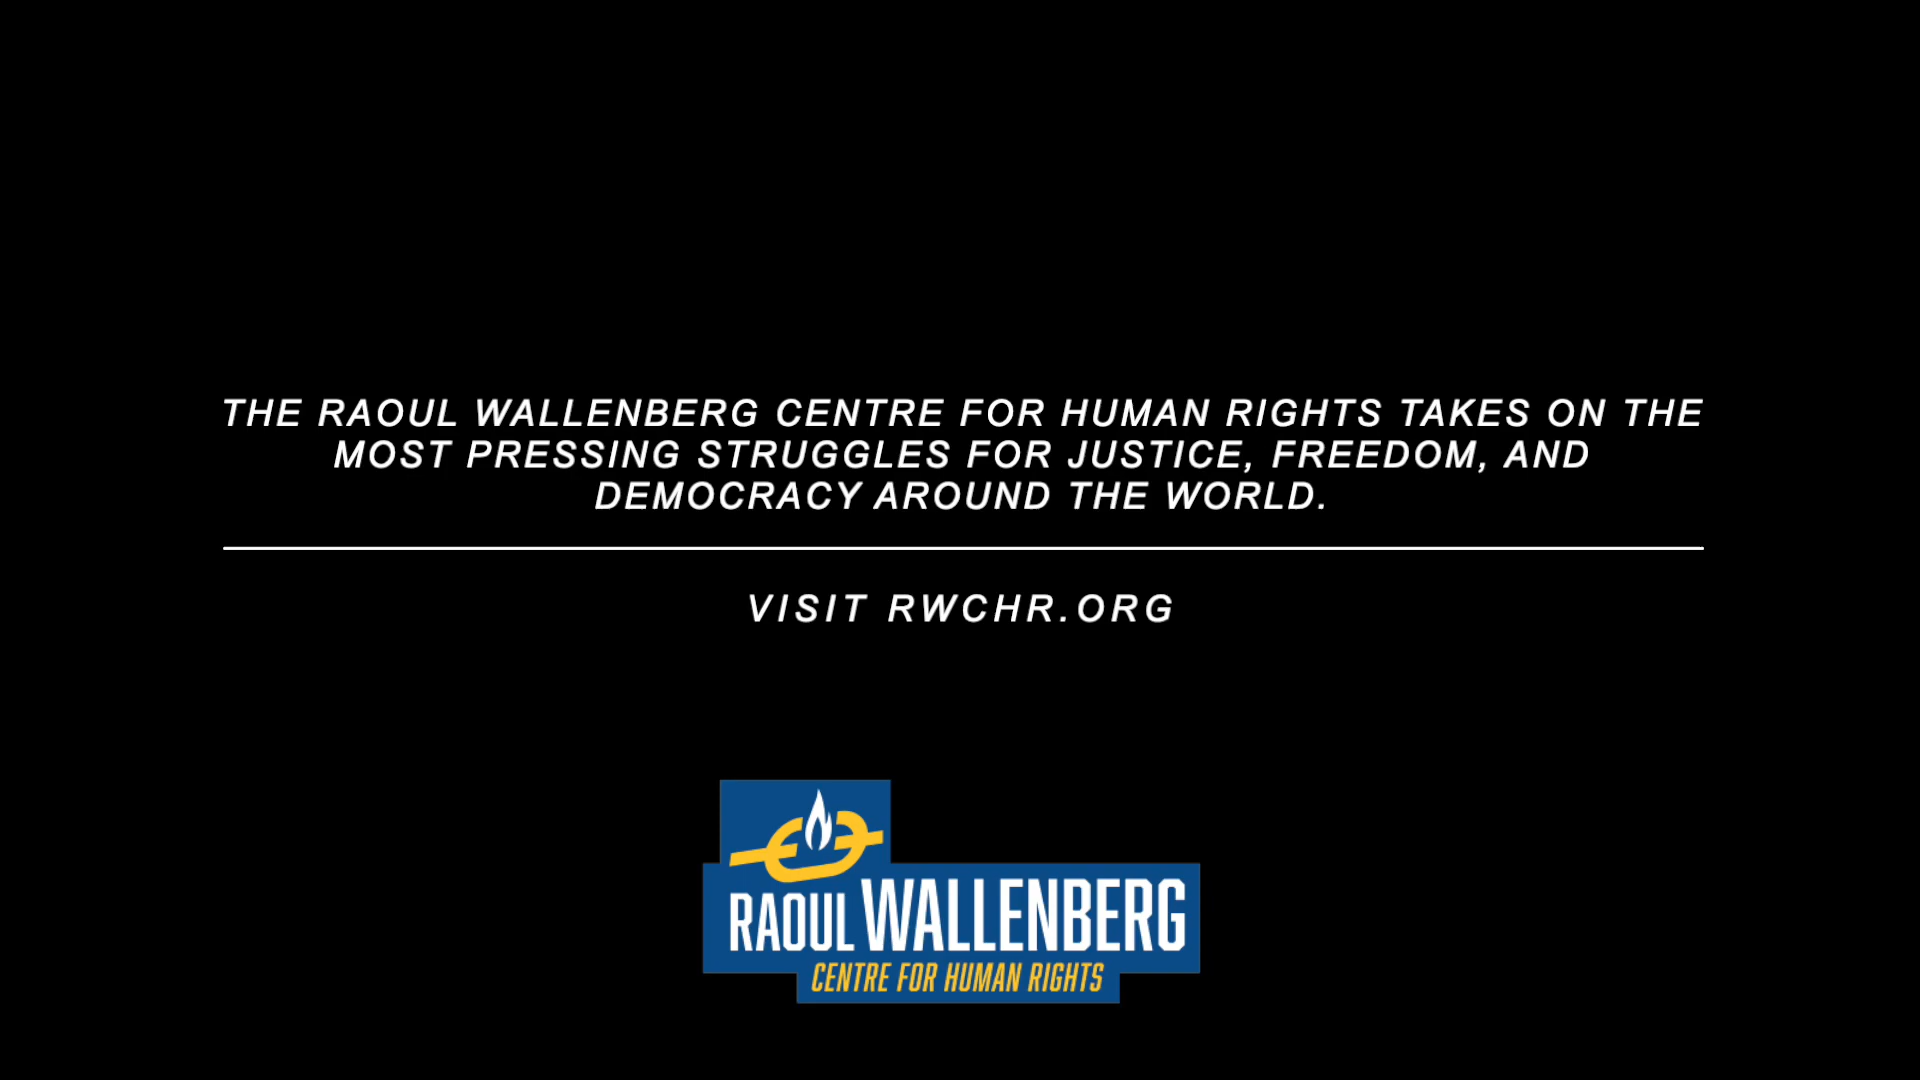 THE RAOUL WALLENBERG CENTRE FOR HUMAN RIGHTS TAKES ON THE
MOST PRESSING STRUGGLES FOR JUSTICE, FREEDOM, AND
DEMOCRACY AROUND THE WORLD.
VISIT RWCHR.ORG
RAOUL WALLENBERG
CENTRE FOR HUMAN RIGHTS